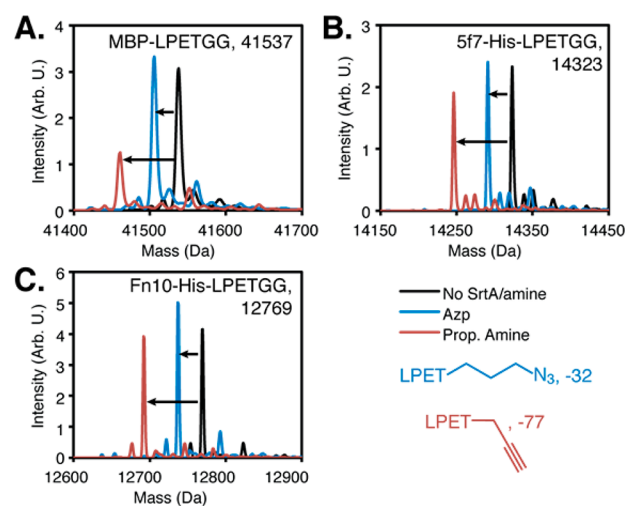 A.
MBP-LPETGG, 41537
Intensity (Arb. U.)
4
3
2
1
0
41400 41500 41600 41700
Mass (Da)
B.
5f7-His-LPETGG,
14323
Intensity (Arb. U.)
3
2
1
0
14150 14250 14350 14450
Mass (Da)
C.
Fn10-His-LPETGG,
12769
Intensity (Arb. U.)
6
5
4
3
2
1
0
12600 12700 12800 12900
Mass (Da)
No SrtA/amine
Azp
Prop. Amine
LPET N3, -32
LPET , -77